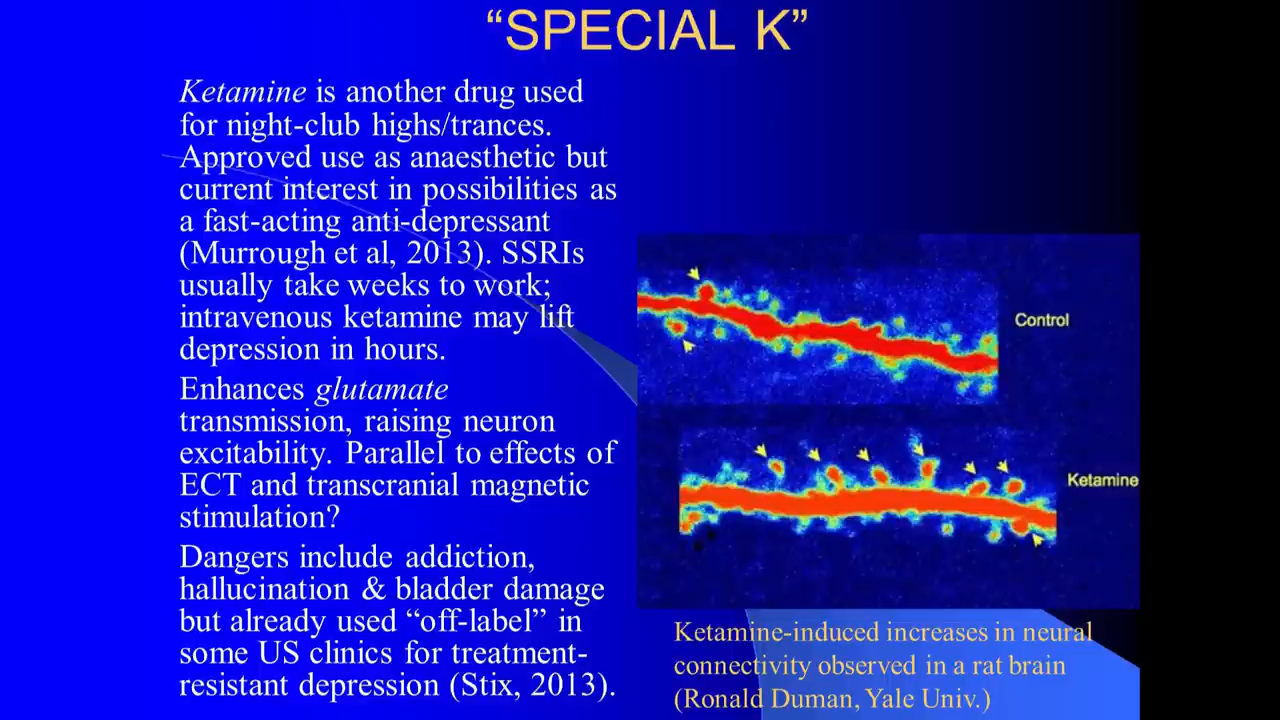 “SPECIAL K”
Ketamine is another drug used
for night-club highs/trances.
Approved use as anaesthetic but
current interest in possibilities as
a fast-acting anti-depressant
(Murrough et al, 2013). SSRIs
usually take weeks to work;
intravenous ketamine may lift
depression in hours.
Enhances glutamate
transmission, raising neuron
excitability. Parallel to effects of
ECT and transcranial magnetic
stimulation?
Dangers include addiction,
hallucination & bladder damage
but already used “off-label” in
some US clinics for treatment-
resistant depression (Stix, 2013).
Control
Ketamine
Ketamine-induced increases in neural
connectivity observed in a rat brain
(Ronald Duman, Yale Univ.)